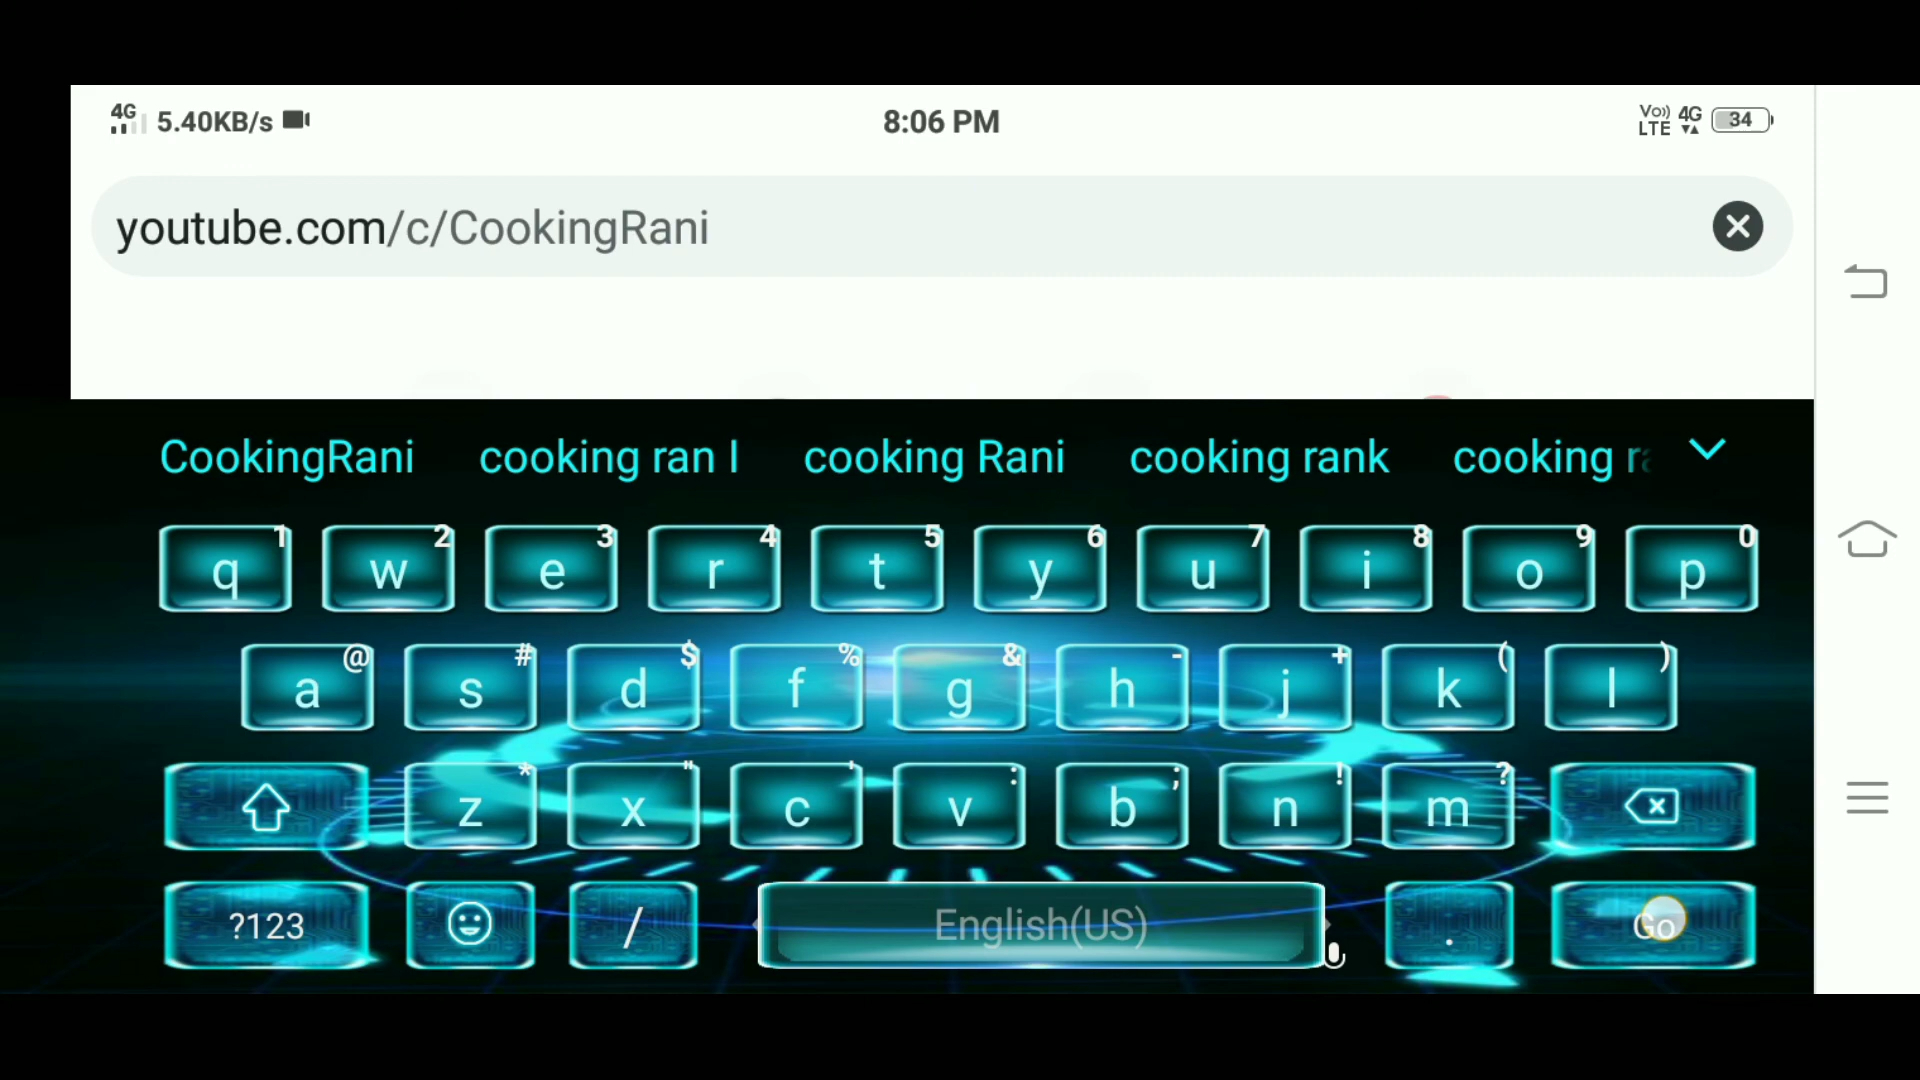 4G 5.40KB/s 8:06 PM Vo)) LTE 4G 34
youtube.com/c/CookingRani
CookingRani cooking ran I cooking Rani cooking rank cooking
q 1 w 2 e 3 r 4 t 5 y 6 u 7 i 8 o 9 p 0
a @ s # d $ f % g & h - j + k ( l )
z * x " c ' v : b ; n ! m ?
?123 / English(US) . Go